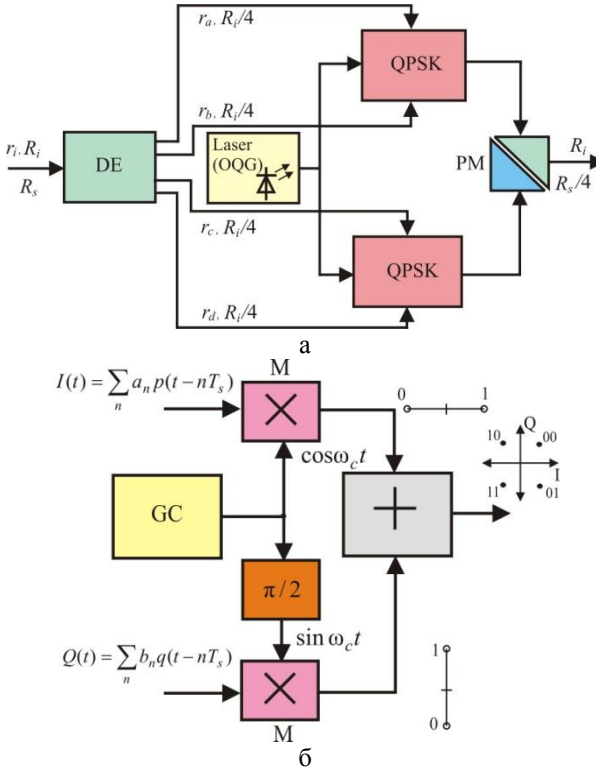 r_a, R_i/4
QPSK
r_b, R_i/4
r_i, R_i
R_s
DE
Laser
(OQG)
PM
R_i
R_s/4
r_c, R_i/4
QPSK
r_d, R_i/4
а
I(t) = ∑_n a_n p(t − nT_s)
M
×
0 1
cosω_c t
Q
10 00
I
11 01
GC
+
π / 2
sin ω_c t
Q(t) = ∑_n b_n q(t − nT_s)
×
M
1
0
б